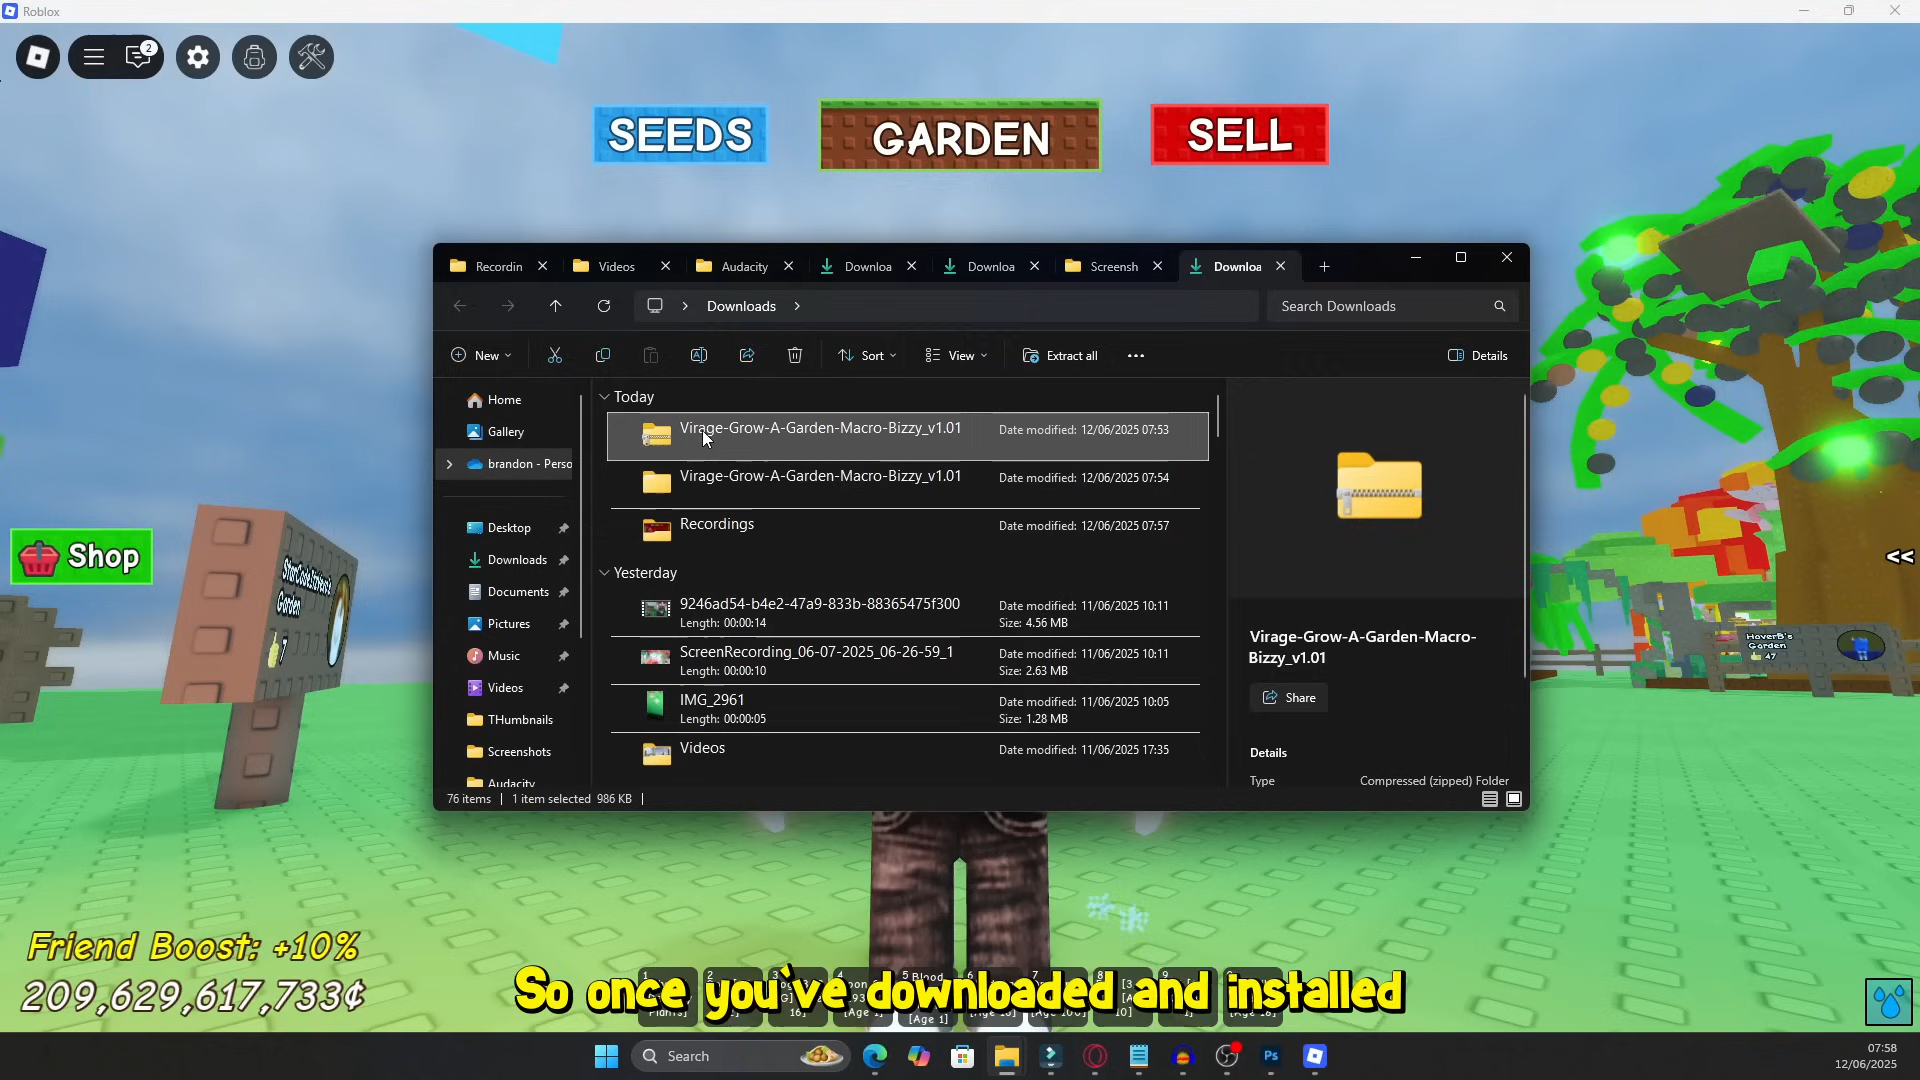 Roblox
2
SEEDS
GARDEN
SELL
Recordin
Videos
Audacity
Downloa
Downloa
Screensh
Downloa
Downloads
Search Downloads
New
Sort
View
Extract all
Details
Home
Gallery
brandon - Perso
Desktop
Downloads
Documents
Pictures
Music
Videos
THumbnails
Screenshots
Audacity
Today
Virage-Grow-A-Garden-Macro-Bizzy_v1.01
Date modified: 12/06/2025 07:53
Virage-Grow-A-Garden-Macro-Bizzy_v1.01
Date modified: 12/06/2025 07:54
Recordings
Date modified: 12/06/2025 07:57
Yesterday
9246ad54-b4e2-47a9-833b-88365475f300
Length: 00:00:14
Date modified: 11/06/2025 10:11
Size: 4.56 MB
ScreenRecording_06-07-2025_06-26-59_1
Length: 00:00:10
Date modified: 11/06/2025 10:11
Size: 2.63 MB
IMG_2961
Length: 00:00:05
Date modified: 11/06/2025 10:05
Size: 1.28 MB
Videos
Date modified: 11/06/2025 17:35
Virage-Grow-A-Garden-Macro-
Bizzy_v1.01
Share
Details
Type
Compressed (zipped) Folder
76 items
1 item selected 986 KB
Shop
Garden
7
HaverB's
Garden
47
<<
Friend Boost: +10%
209,629,617,733¢
So once you've downloaded and installed
[Age 1]
Search
Ps
07:58
12/06/2025